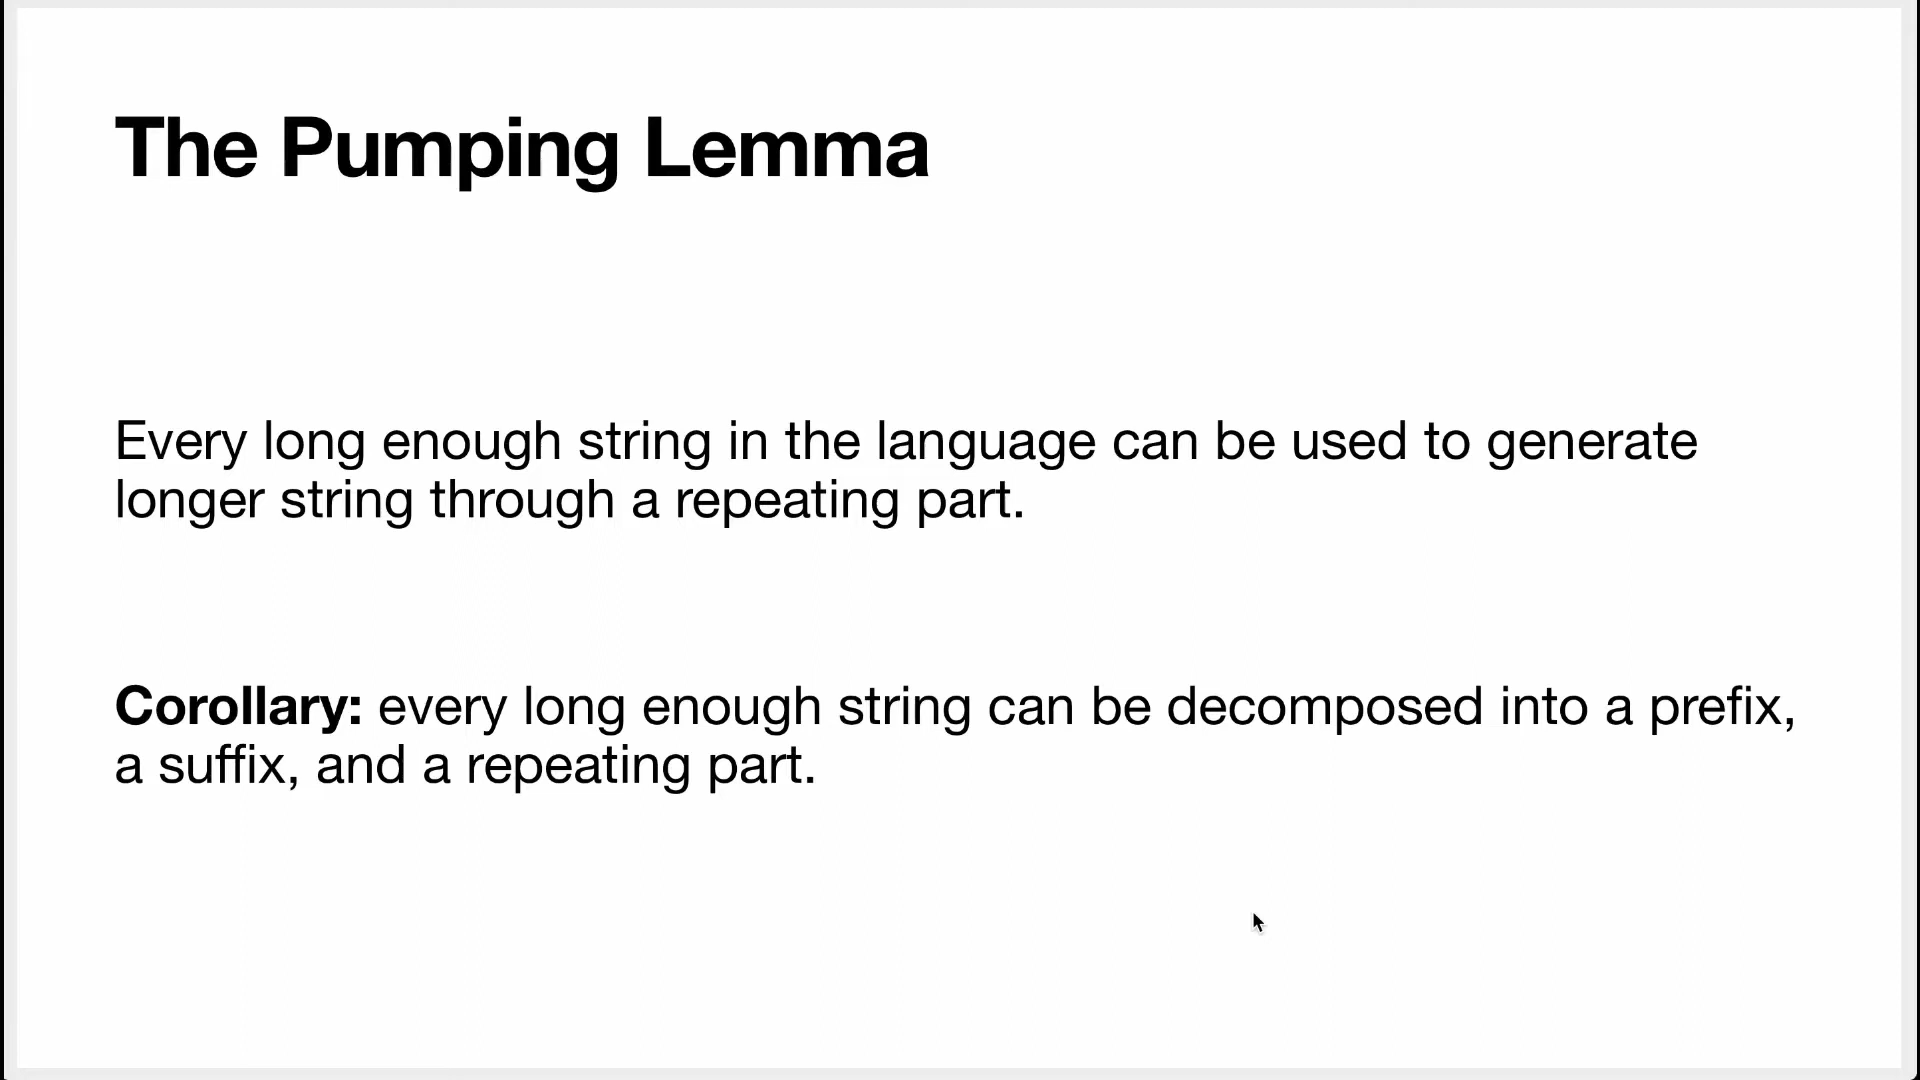 The Pumping Lemma
Every long enough string in the language can be used to generate
longer string through a repeating part.
Corollary: every long enough string can be decomposed into a prefix,
a suffix, and a repeating part.